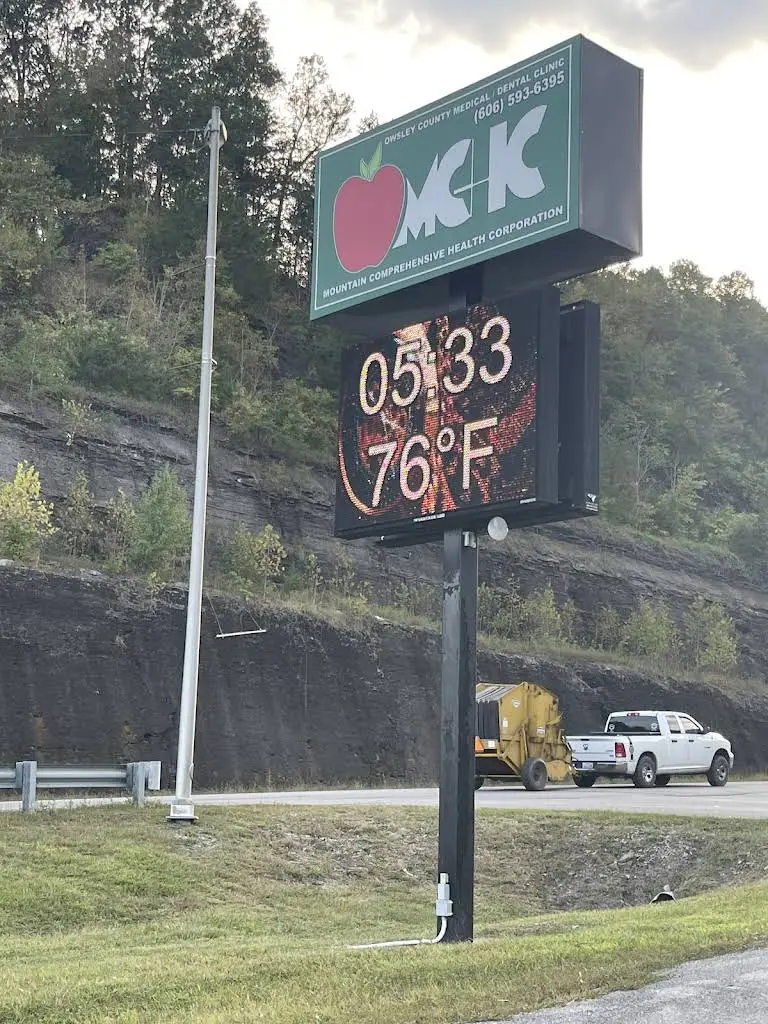 OWSLEY COUNTY MEDICAL / DENTAL CLINIC
(606) 593-6395
MCHC
MOUNTAIN COMPREHENSIVE HEALTH CORPORATION
05:33
76°F